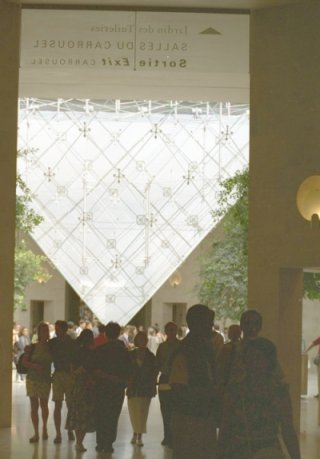 Jardin des Tuileries
SALLES DU CARROUSEL
Sortie Exit CARROUSEL